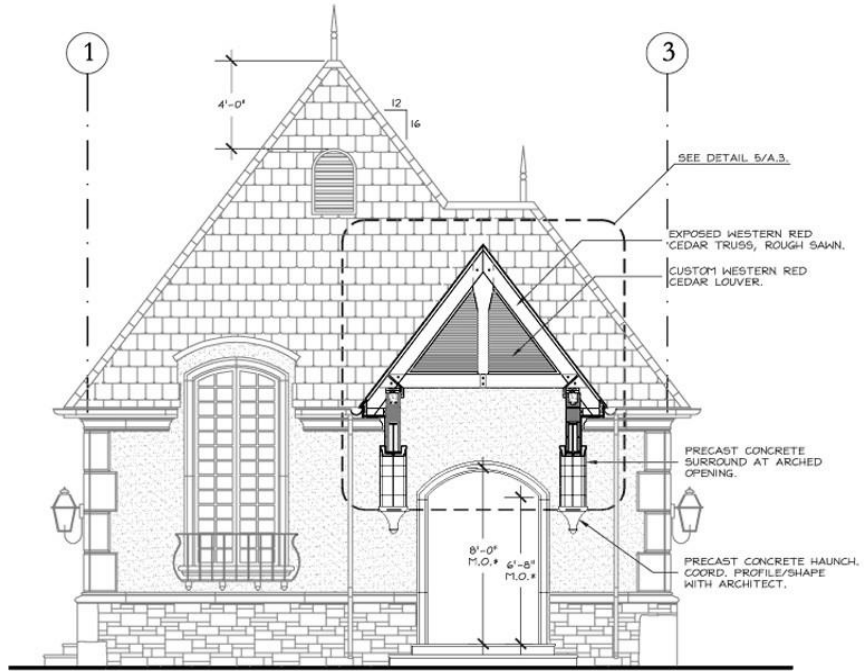 1
3
4'-0"
12
16
SEE DETAIL 5/A.3.
EXPOSED WESTERN RED
CEDAR TRUSS, ROUGH SAWN.
CUSTOM WESTERN RED
CEDAR LOUVER.
PRECAST CONCRETE
SURROUND AT ARCHED
OPENING.
8'-0"
M.O.*
6'-8"
M.O.*
PRECAST CONCRETE HAUNCH.
COORD. PROFILE/SHAPE
WITH ARCHITECT.